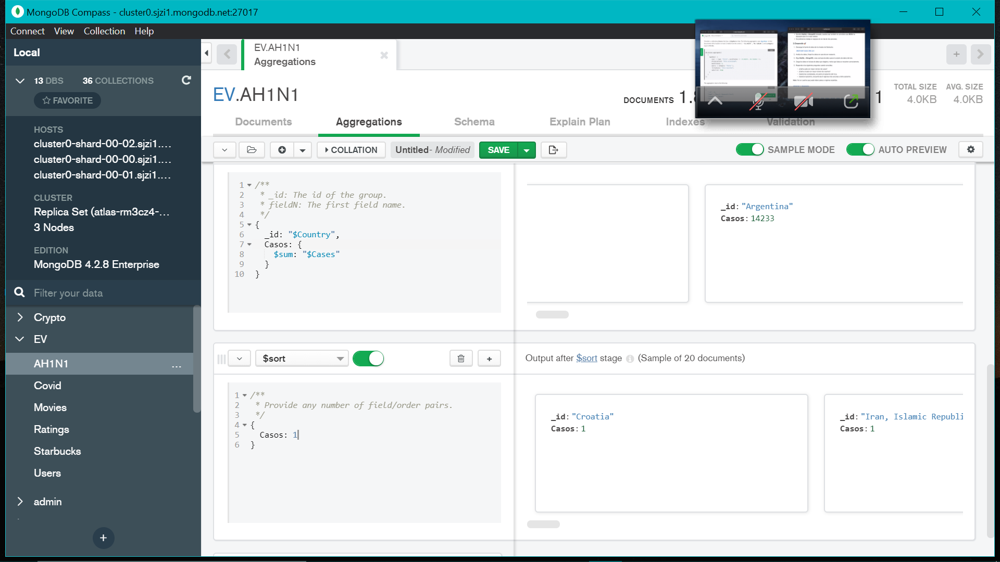 MongoDB Compass - cluster0.sjzi1.mongodb.net:27017
Connect View Collection Help
Local
13 DBS 36 COLLECTIONS
FAVORITE
HOSTS
cluster0-shard-00-02.sjzi1....
cluster0-shard-00-00.sjzi1....
cluster0-shard-00-01.sjzi1....
CLUSTER
Replica Set (atlas-rm3cz4-...
3 Nodes
EDITION
MongoDB 4.2.8 Enterprise
Filter your data
Crypto
EV
AH1N1 ...
Covid
Movies
Ratings
Starbucks
Users
admin
+
EV.AH1N1
Aggregations
EV.AH1N1
DOCUMENTS 1.8
1
TOTAL SIZE
4.0KB
AVG. SIZE
4.0KB
Documents Aggregations Schema Explain Plan Indexes Validation
COLLATION Untitled- Modified SAVE SAMPLE MODE AUTO PREVIEW
1 /**
2 * _id: The id of the group.
3 * fieldN: The first field name.
4 */
5 {
6 _id: "$Country",
7 Casos: {
8 $sum: "$Cases"
9 }
10 }
_id: "Argentina"
Casos: 14233
$sort
Output after $sort stage (Sample of 20 documents)
1 /**
2 * Provide any number of field/order pairs.
3 */
4 {
5 Casos: 1
6 }
_id: "Croatia"
Casos: 1
_id: "Iran, Islamic Republi
Casos: 1